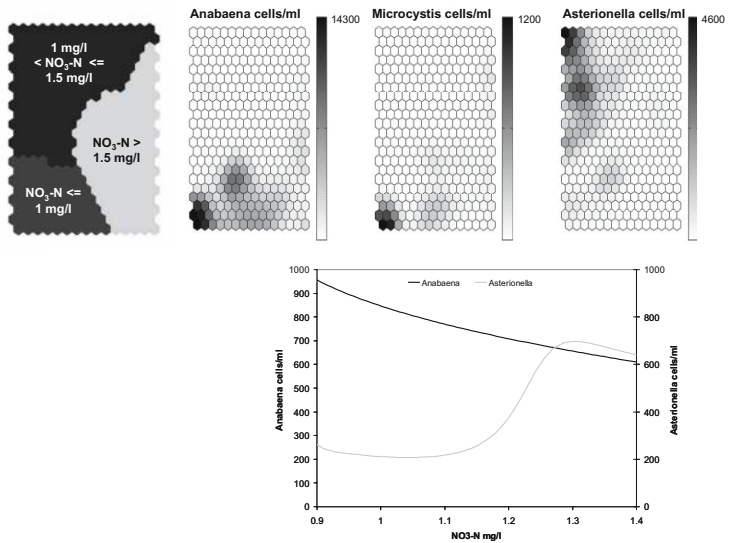 1 mg/l
< NO3-N <=
1.5 mg/l
NO3-N >
1.5 mg/l
NO3-N <=
1 mg/l
Anabaena cells/ml
14300
Microcystis cells/ml
1200
Asterionella cells/ml
4600
Anabaena
Asterionella
Anabaena cells/ml
1000
900
800
700
600
500
400
300
200
100
0
1000
800
600
400
200
0
Asterionella cells/ml
0.9
1
1.1
1.2
1.3
1.4
NO3-N mg/l